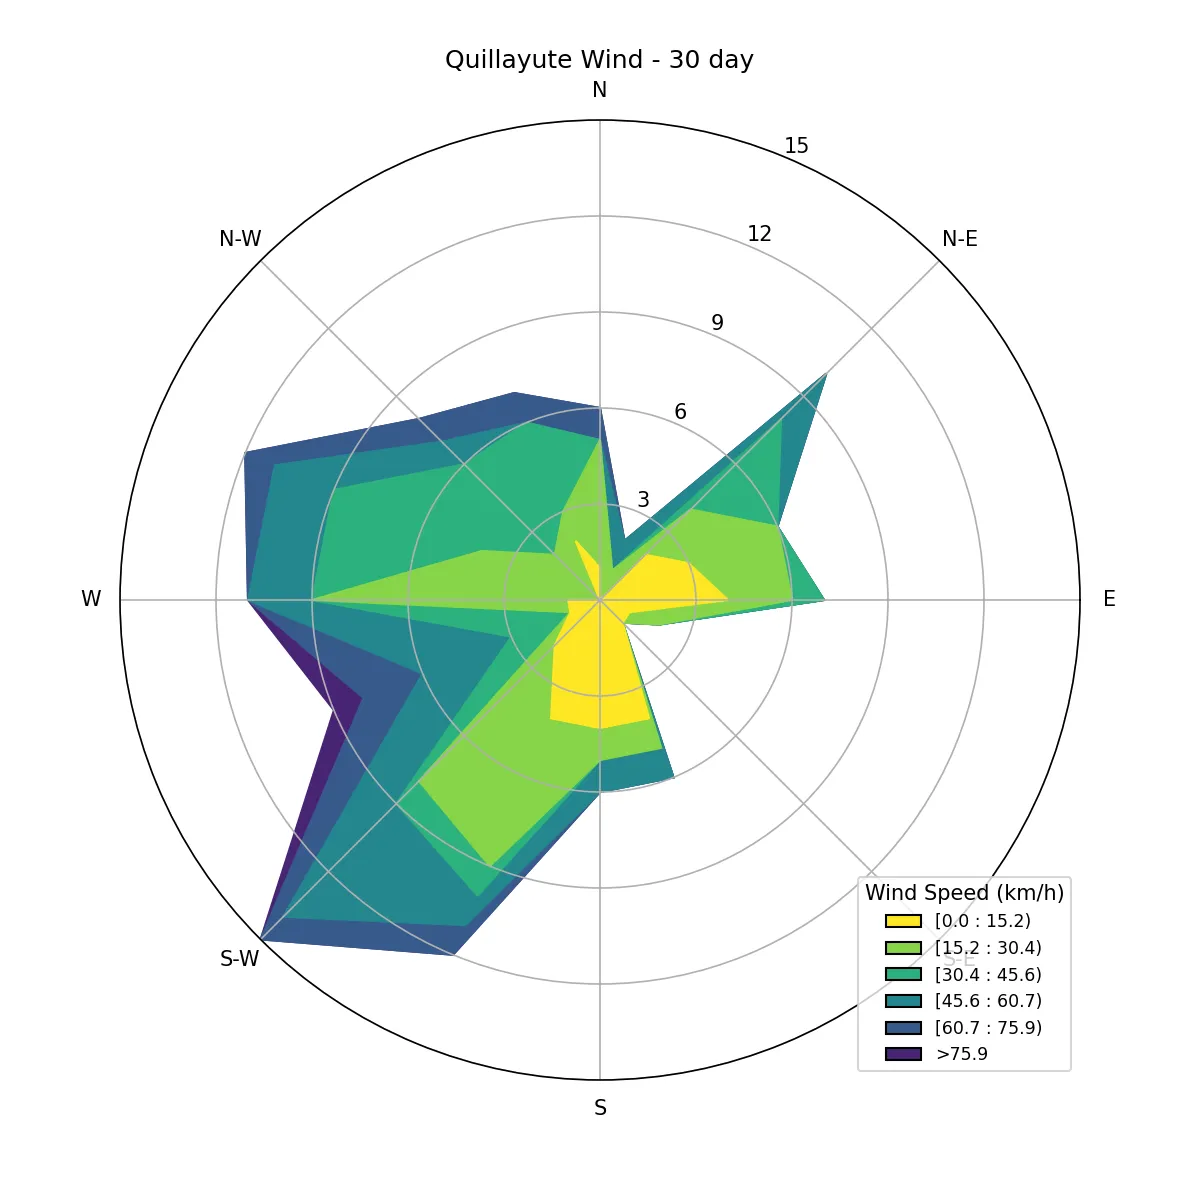 Quillayute Wind - 30 day
N
15
N-W
12
N-E
9
6
3
W
E
Wind Speed (km/h)
[0.0 : 15.2)
[15.2 : 30.4)
S-W
S-E
[30.4 : 45.6)
[45.6 : 60.7)
[60.7 : 75.9)
>75.9
S